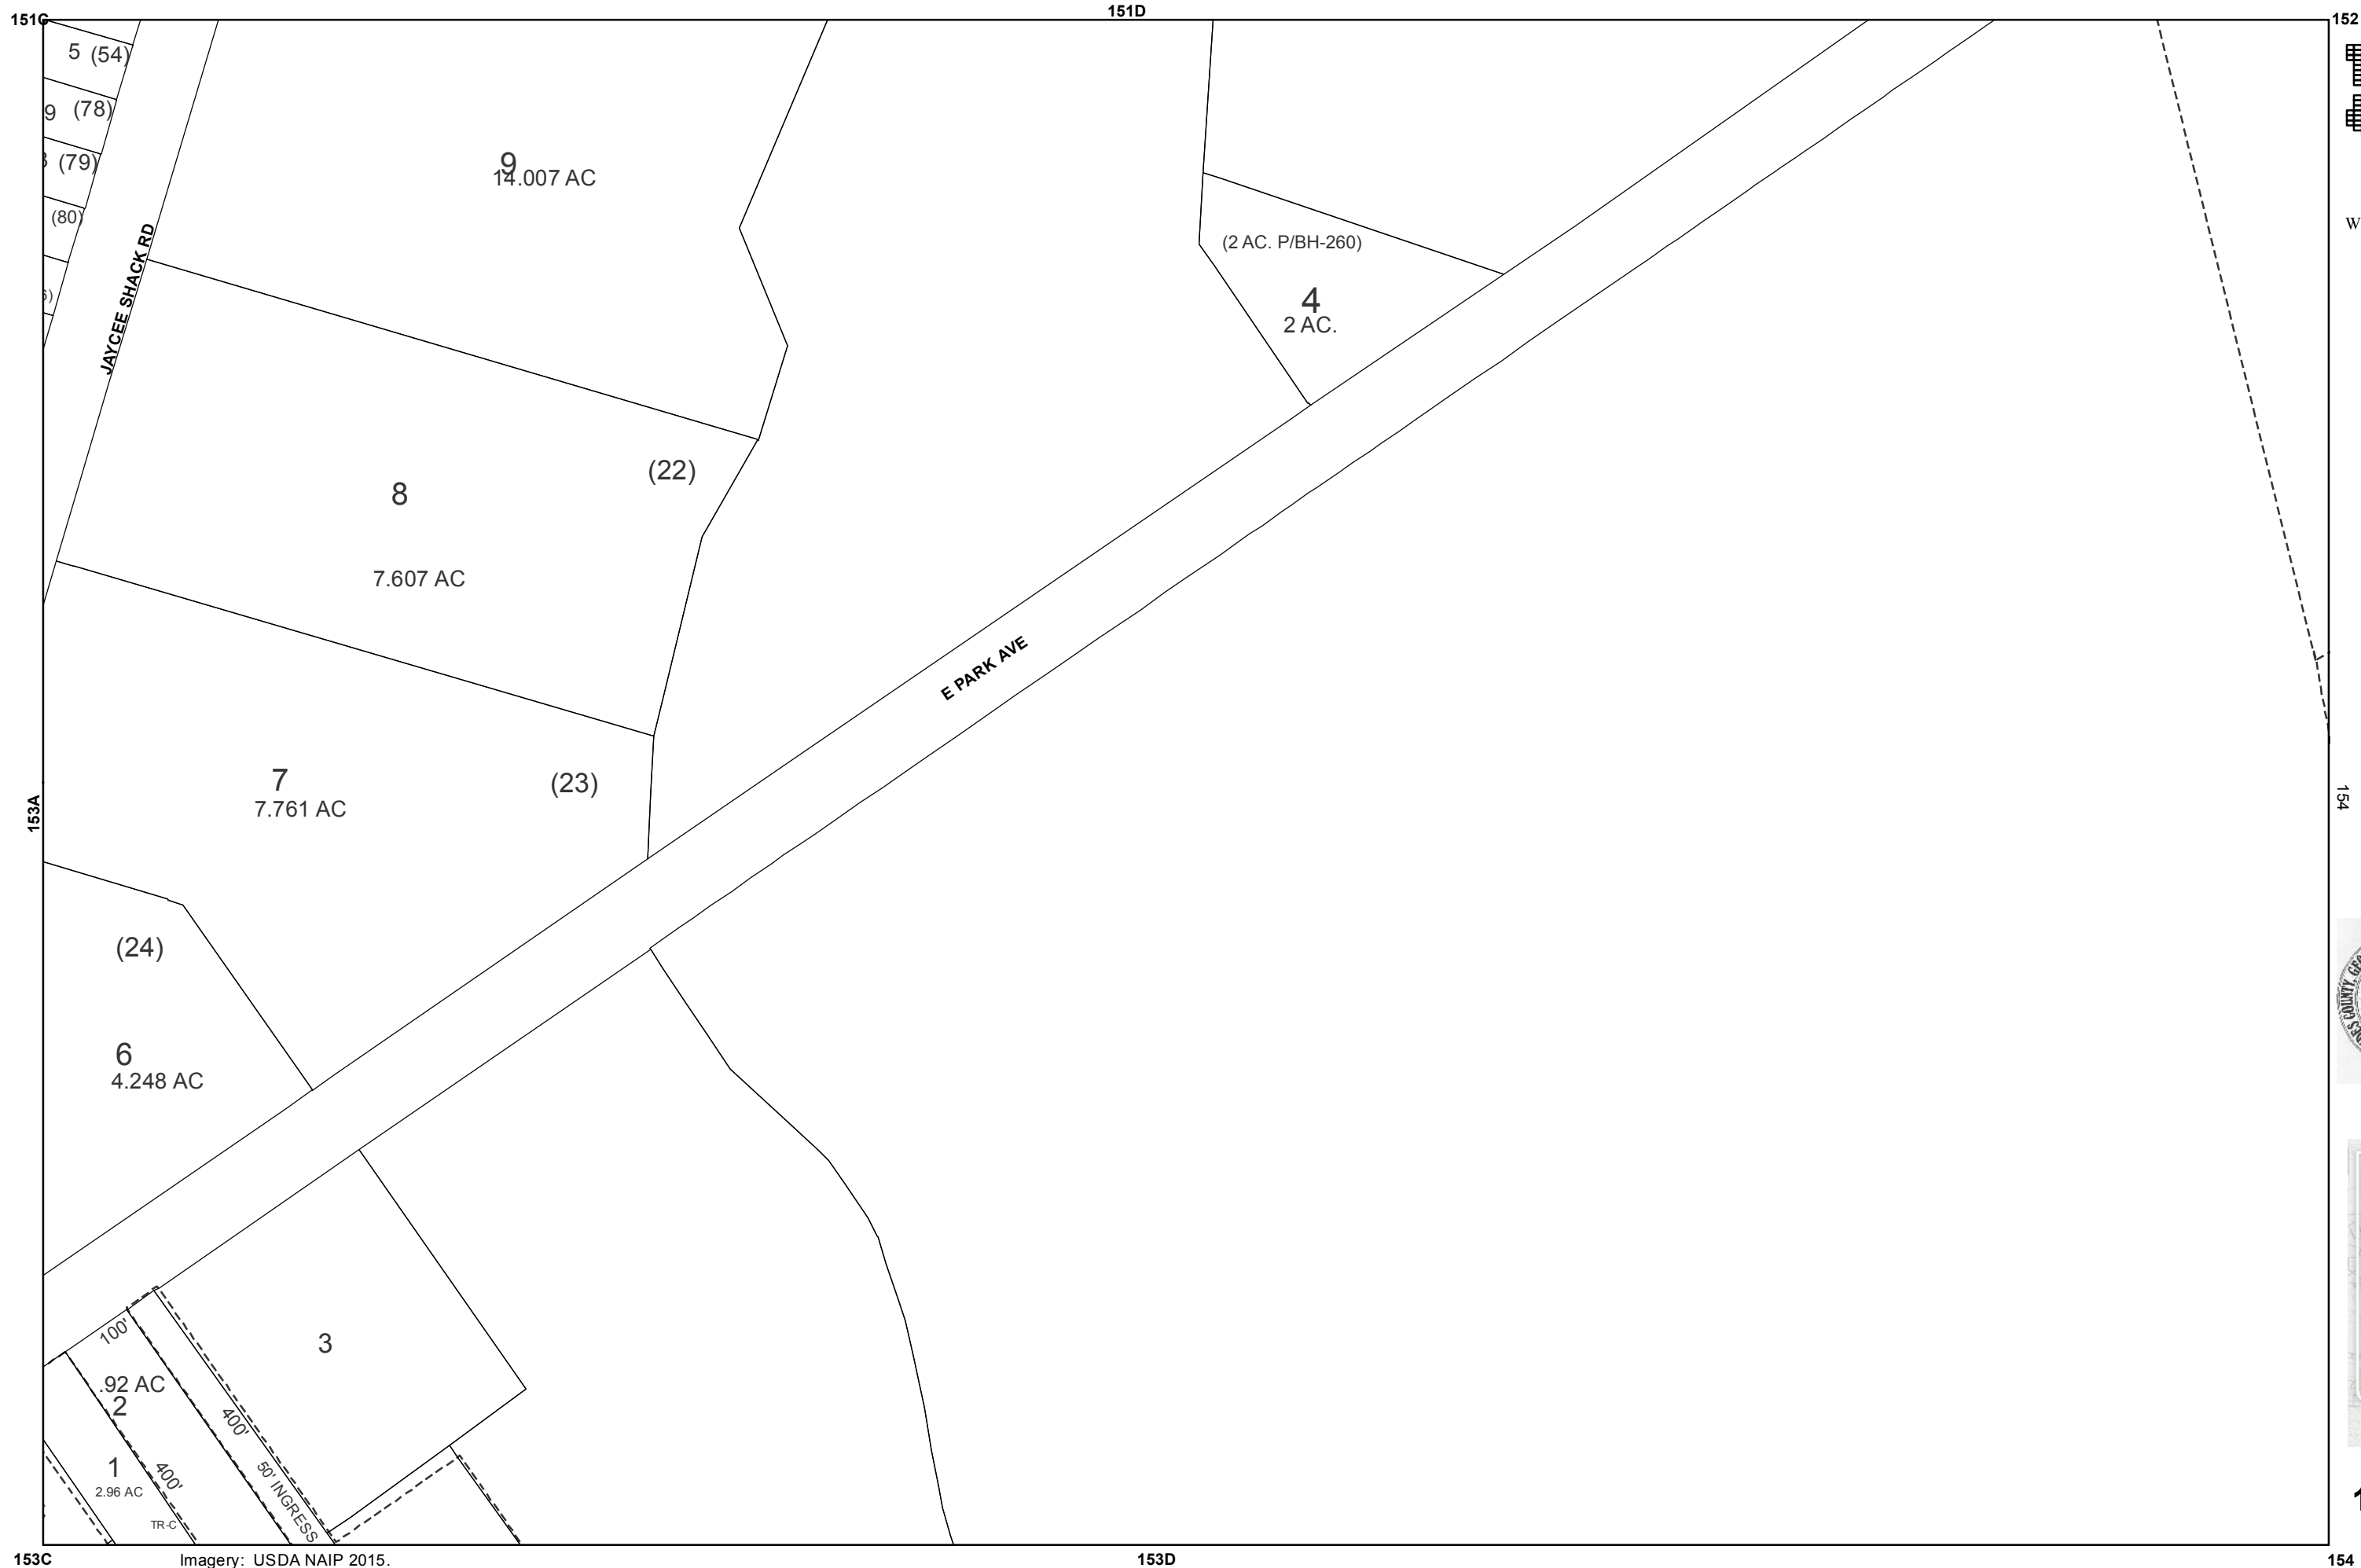 151C
151D
152
5 (54)
9 (78)
(79)
(80)
9
14.007 AC
JAYCEE SHACK RD
(2 AC. P/BH-260)
4
2 AC.
W
(22)
8
7.607 AC
E PARK AVE
7
7.761 AC
(23)
153A
154
(24)
6
4.248 AC
3
100'
.92 AC
2
400'
1
2.96 AC
400'
50' INGRESS
TR-C
153C
Imagery: USDA NAIP 2015.
153D
154